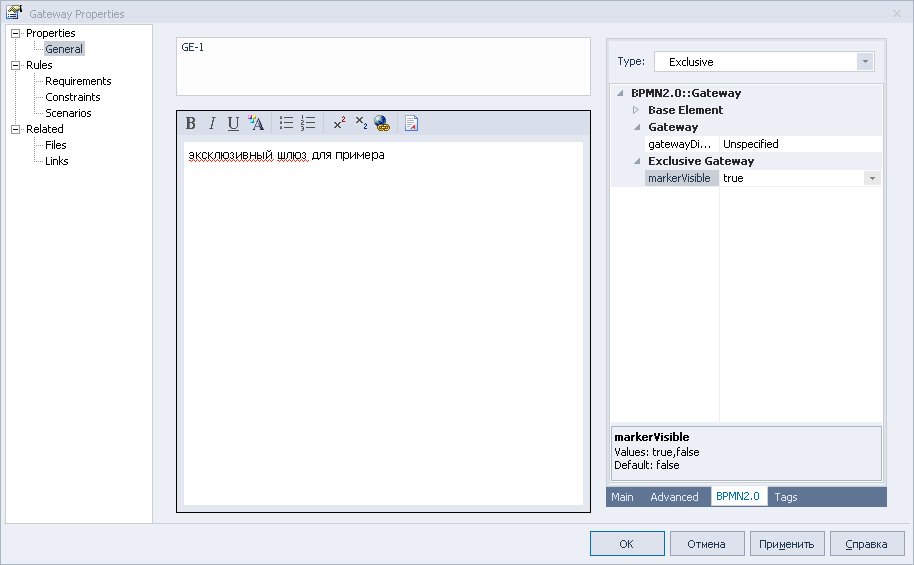 Gateway Properties
Properties
General
Rules
Requirements
Constraints
Scenarios
Related
Files
Links
GE-1
B I U A x² x₂
эксклюзивный шлюз для примера
Type: Exclusive
BPMN2.0::Gateway
Base Element
Gateway
gatewayDi... Unspecified
Exclusive Gateway
markerVisible true
markerVisible
Values: true,false
Default: false
Main Advanced BPMN2.0 Tags
OK Отмена Применить Справка